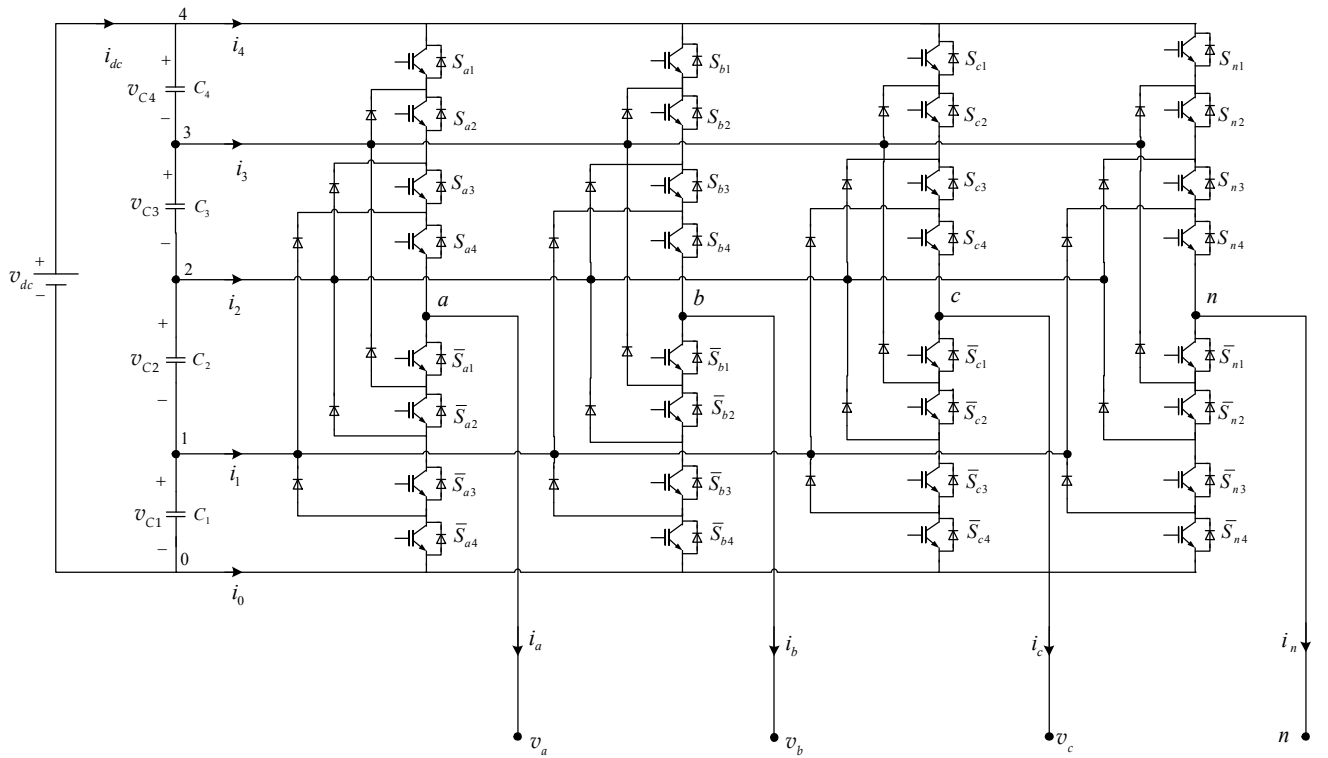 4
i_dc
i_4
+
v_C4 C_4
−
S_a1 S_b1 S_c1 S_n1
S_a2 S_b2 S_c2 S_n2
3
i_3
+
v_C3 C_3
−
S_a3 S_b3 S_c3 S_n3
S_a4 S_b4 S_c4 S_n4
+
v_dc
−
2
i_2
a b c n
+
v_C2 C_2
−
S̅_a1 S̅_b1 S̅_c1 S̅_n1
S̅_a2 S̅_b2 S̅_c2 S̅_n2
1
i_1
+
v_C1 C_1
−
S̅_a3 S̅_b3 S̅_c3 S̅_n3
S̅_a4 S̅_b4 S̅_c4 S̅_n4
0
i_0
i_a i_b i_c i_n
v_a v_b v_c n